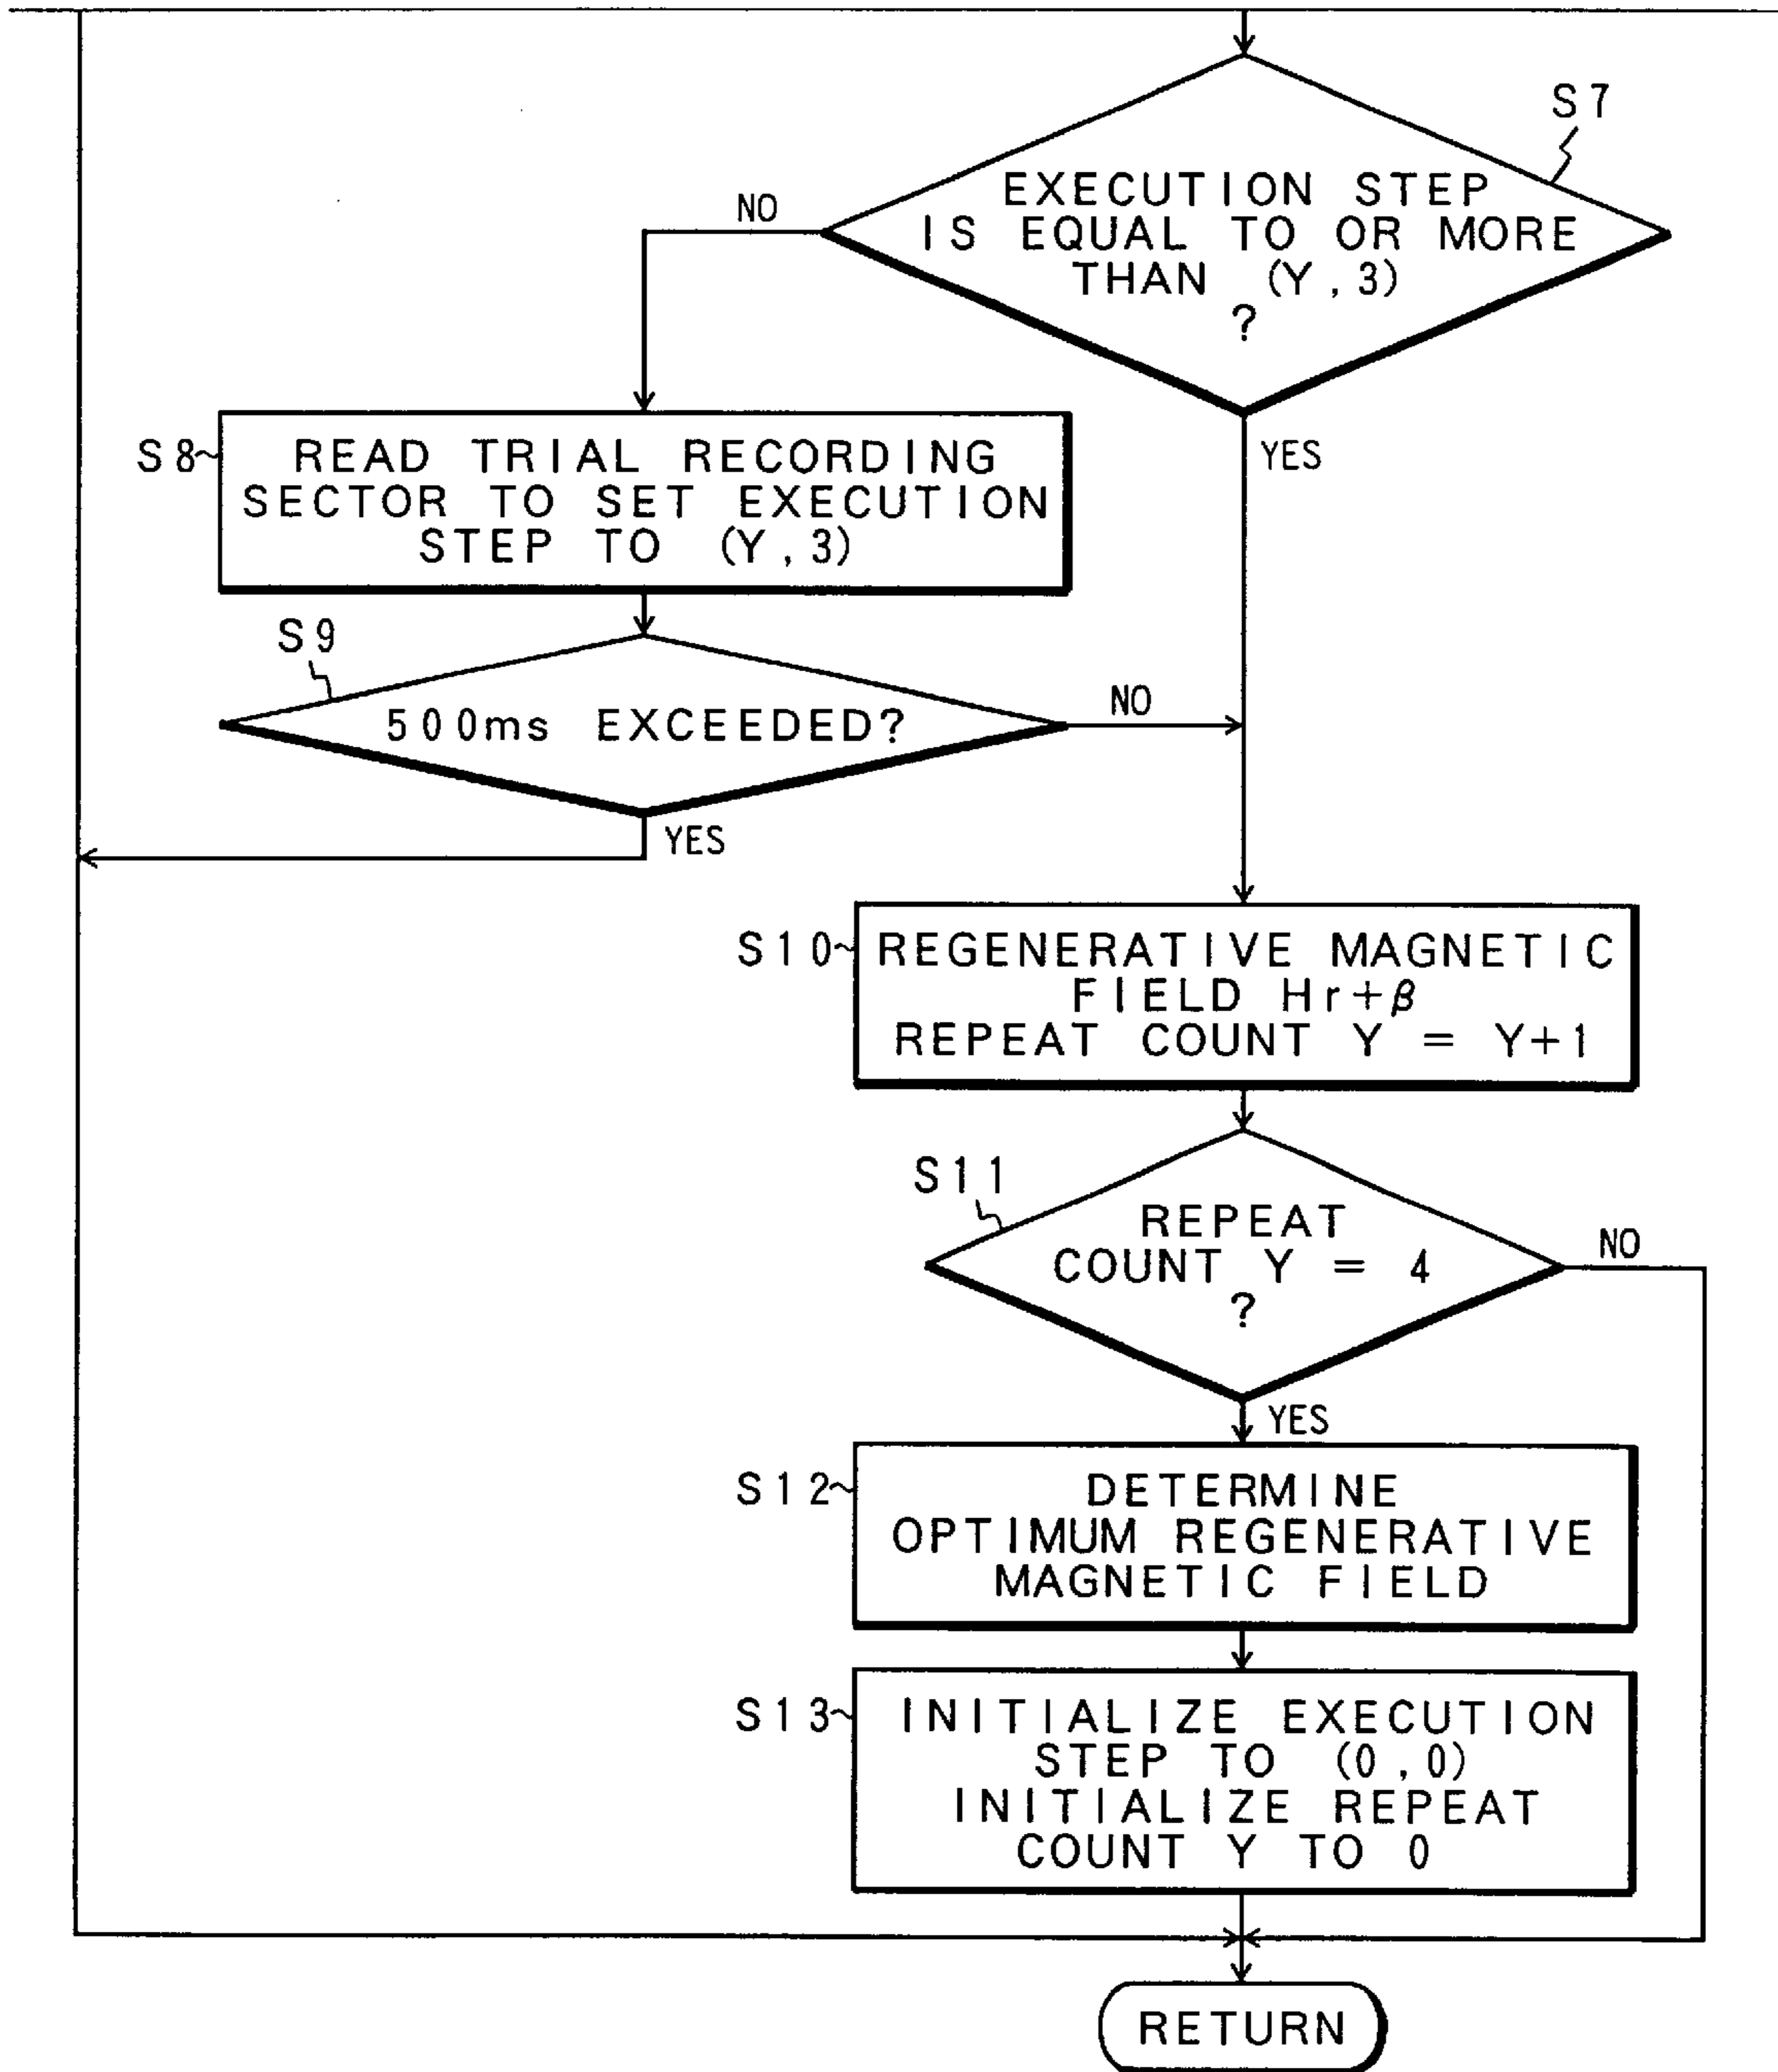 S7
EXECUTION STEP
IS EQUAL TO OR MORE
THAN (Y,3)
?
NO
YES
S8
READ TRIAL RECORDING
SECTOR TO SET EXECUTION
STEP TO (Y,3)
S9
500ms EXCEEDED?
NO
YES
S10
REGENERATIVE MAGNETIC
FIELD Hr+β
REPEAT COUNT Y = Y+1
S11
REPEAT
COUNT Y = 4
?
NO
YES
S12
DETERMINE
OPTIMUM REGENERATIVE
MAGNETIC FIELD
S13
INITIALIZE EXECUTION
STEP TO (0,0)
INITIALIZE REPEAT
COUNT Y TO 0
RETURN